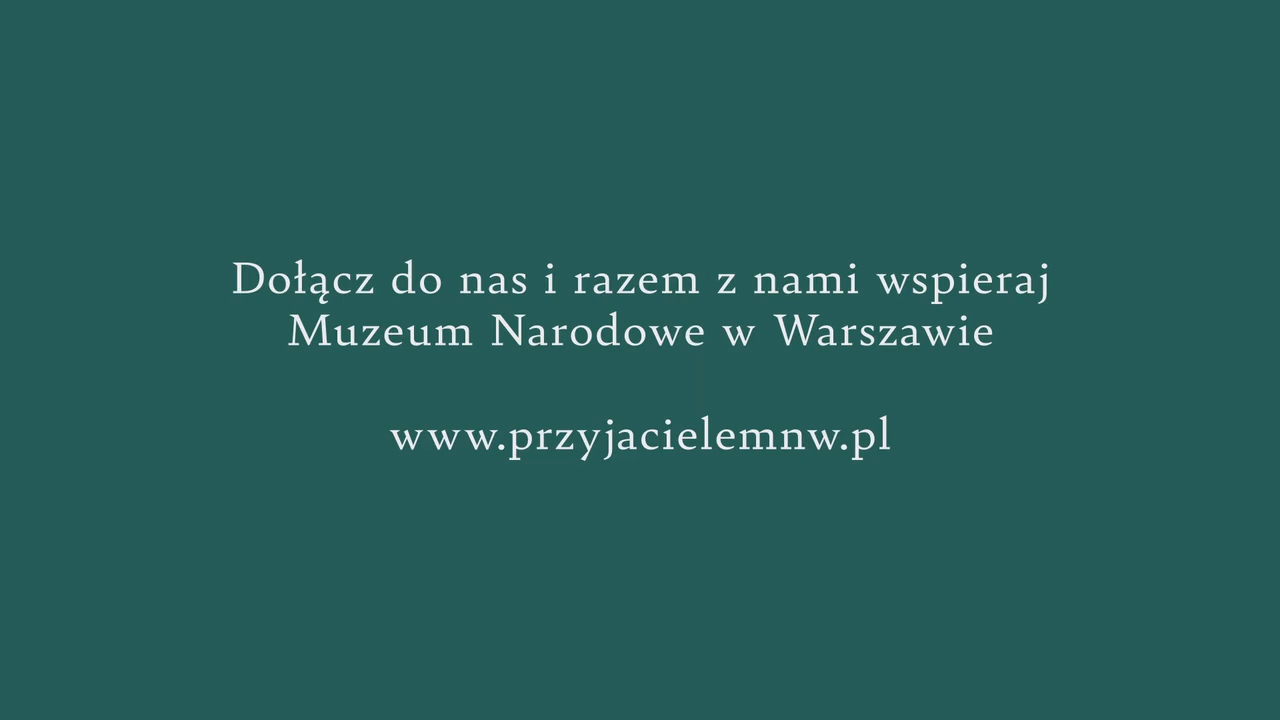 Dołącz do nas i razem z nami wspieraj
Muzeum Narodowe w Warszawie
www.przyjacielemnw.pl